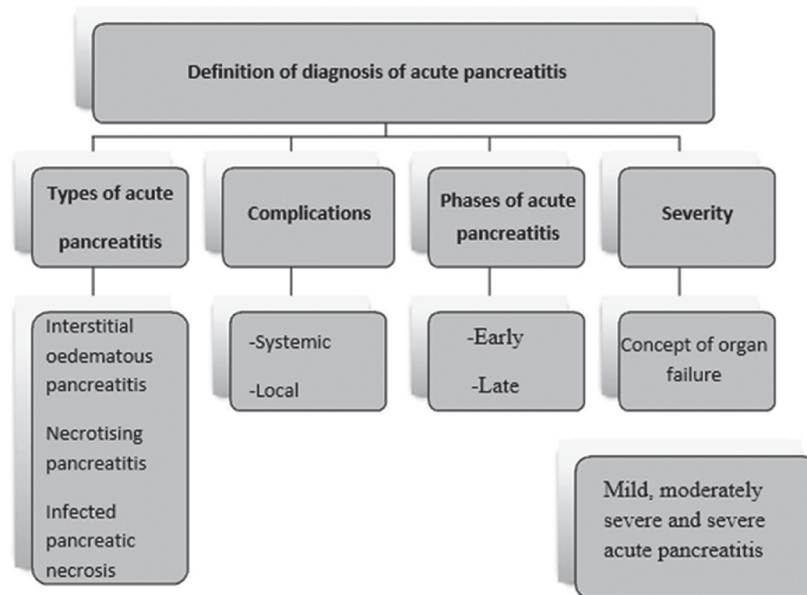 Definition of diagnosis of acute pancreatitis
Types of acute
pancreatitis
Complications
Phases of acute
pancreatitis
Severity
Interstitial
oedematous
pancreatitis
Necrotising
pancreatitis
Infected
pancreatic
necrosis
-Systemic
-Local
-Early
-Late
Concept of organ
failure
Mild, moderately
severe and severe
acute pancreatitis